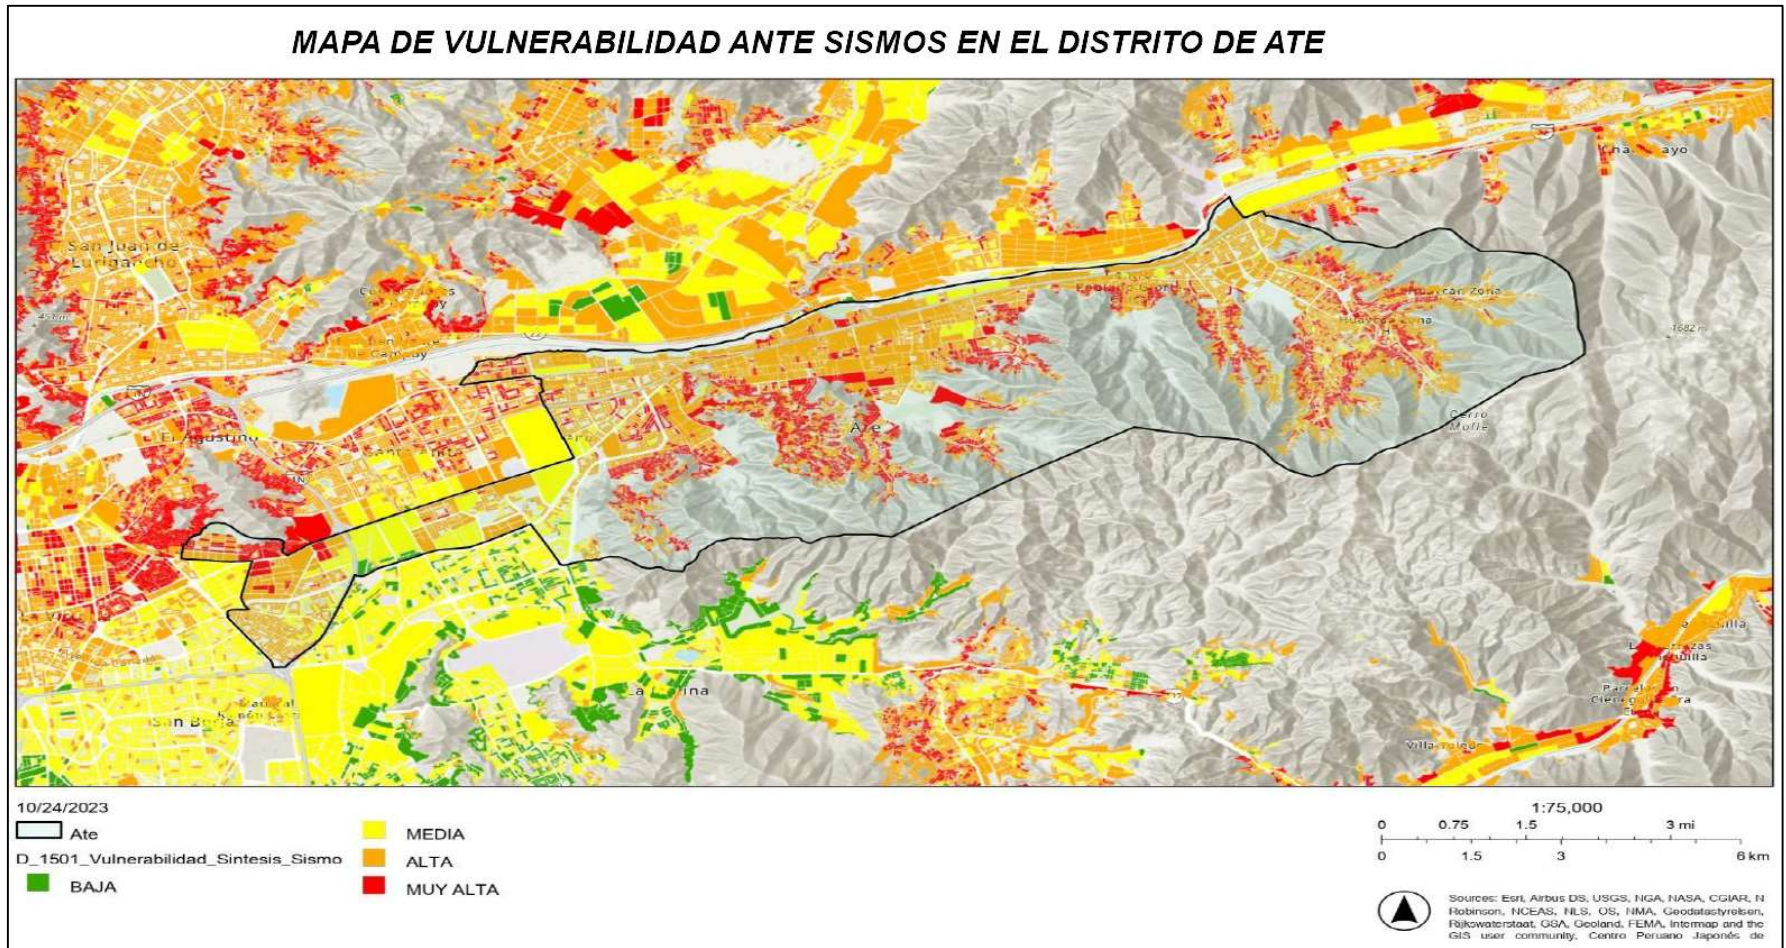 MAPA DE VULNERABILIDAD ANTE SISMOS EN EL DISTRITO DE ATE
San Juan de
Lurigancho
El Agustino
Ate
1682 m
Cerro
Molle
La Molina
San Borja
10/24/2023
Ate
D_1501_Vulnerabilidad_Sintesis_Sismo
BAJA
MEDIA
ALTA
MUY ALTA
1:75,000
0 0.75 1.5 3 mi
0 1.5 3 6 km
Sources: Esri, Airbus DS, USGS, NGA, NASA, CGIAR, N
Robinson, NCEAS, NLS, OS, NMA, Geodatastyrelsen,
Rijkswaterstaat, GSA, Geoland, FEMA, Intermap and the
GIS user community, Centro Peruano Japonés de